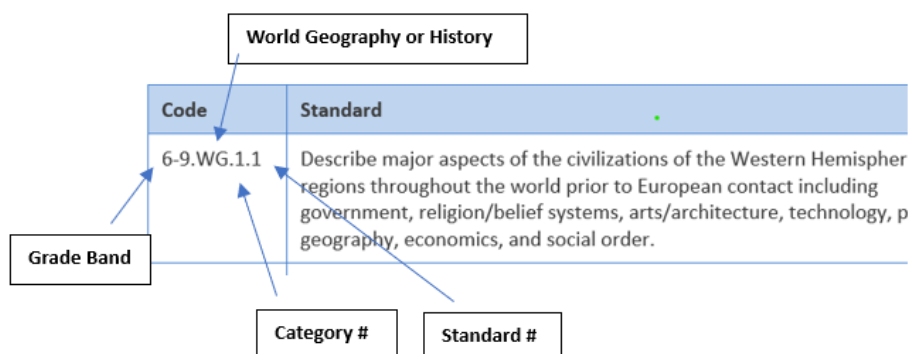 World Geography or History
Code Standard
6-9.WG.1.1 Describe major aspects of the civilizations of the Western Hemispher
regions throughout the world prior to European contact including
government, religion/belief systems, arts/architecture, technology, p
geography, economics, and social order.
Grade Band
Category # Standard #